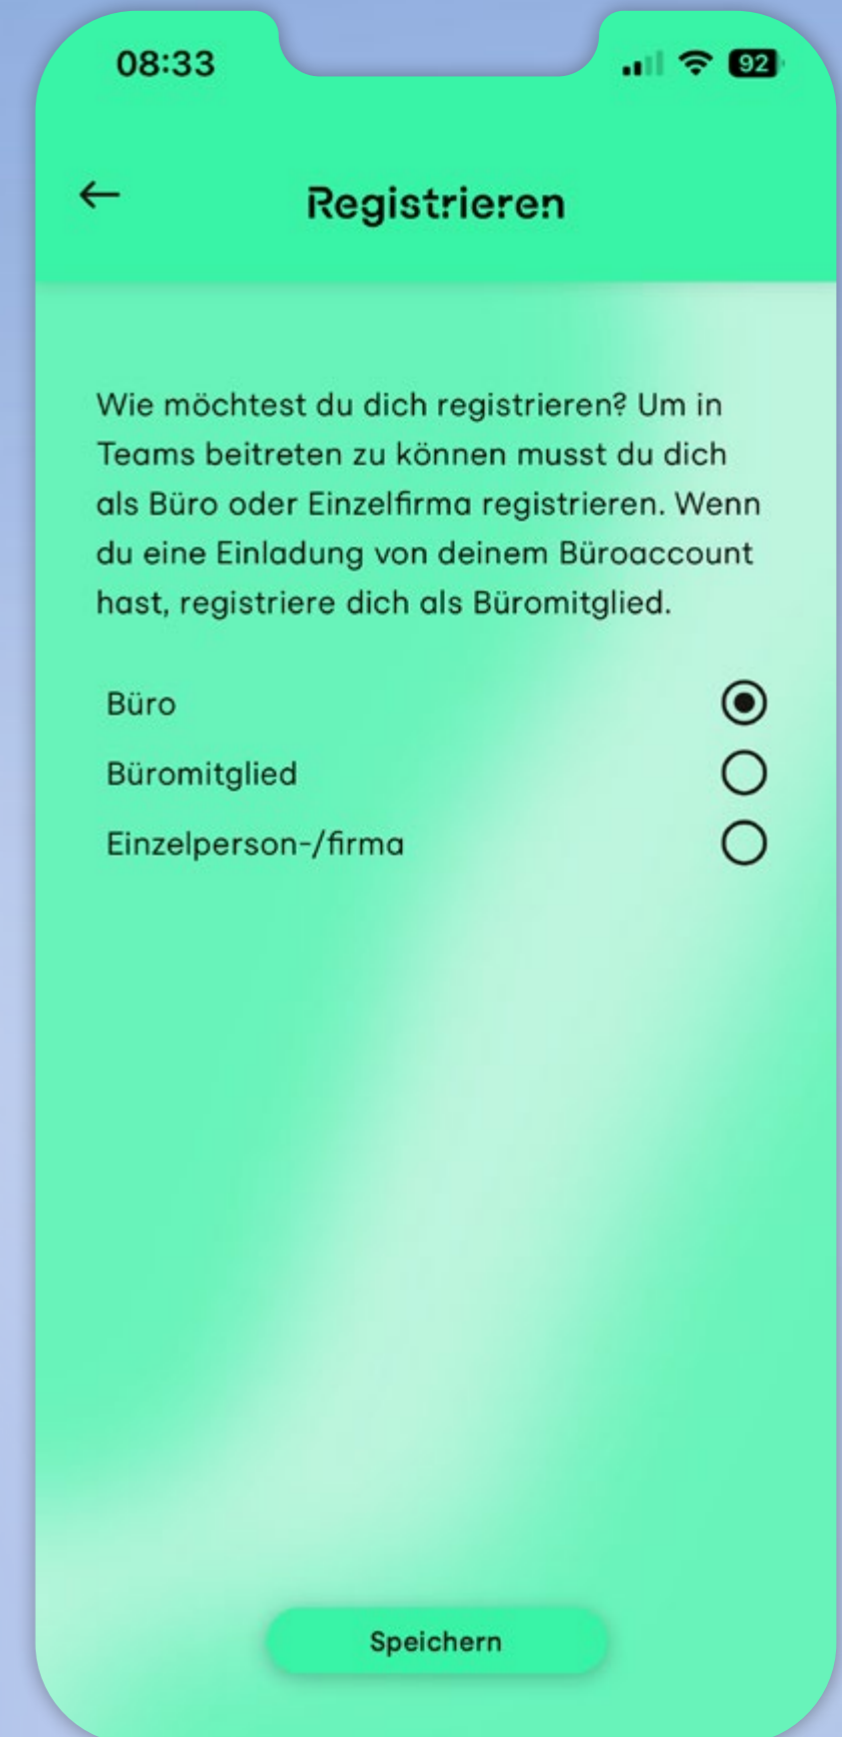 08:33
92
Registrieren
Wie möchtest du dich registrieren? Um in
Teams beitreten zu können musst du dich
als Büro oder Einzelfirma registrieren. Wenn
du eine Einladung von deinem Büroaccount
hast, registriere dich als Büromitglied.
Büro
Büromitglied
Einzelperson-/firma
Speichern